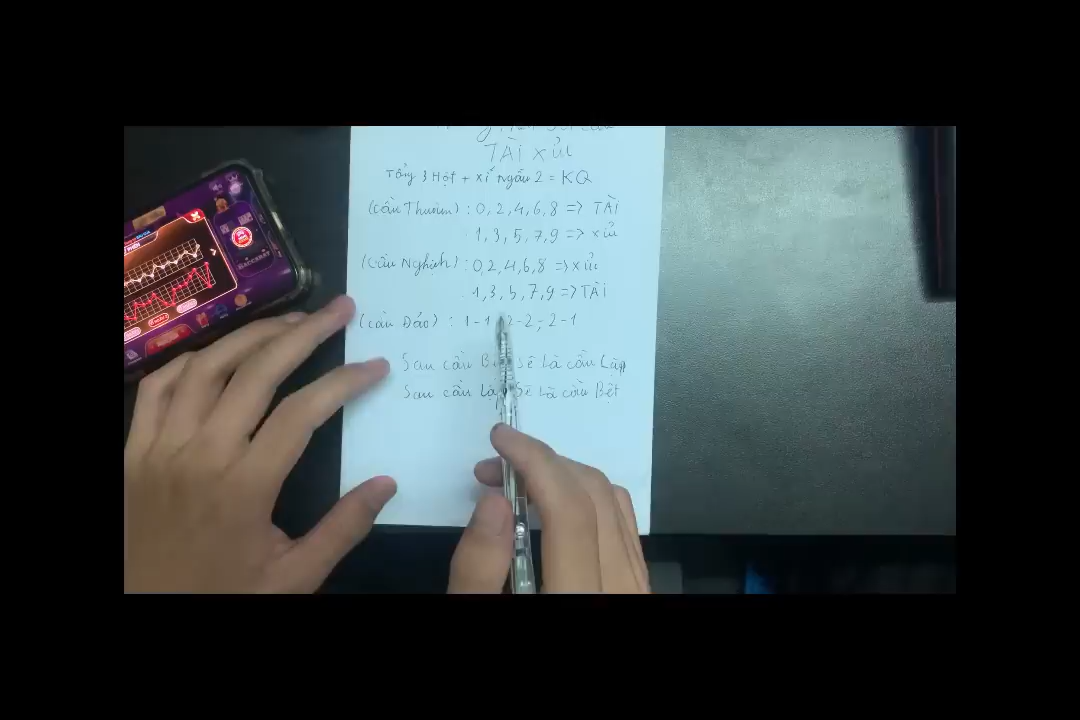 TÀI XỈU
Tổng 3 Hột + xí ngầu 2 = KQ
(Cầu Thuận) : 0, 2, 4, 6, 8 => TÀI
: 1, 3, 5, 7, 9 => xỉu
(Cầu Nghịch) : 0, 2, 4, 6, 8 => xỉu
: 1, 3, 5, 7, 9 => TÀI
(Cầu Đảo) : 1-1 2-2, 2-1
Sau cầu sẽ Là cầu Lặp
Sau cầu sẽ Là cầu Bệt
BACCARAT